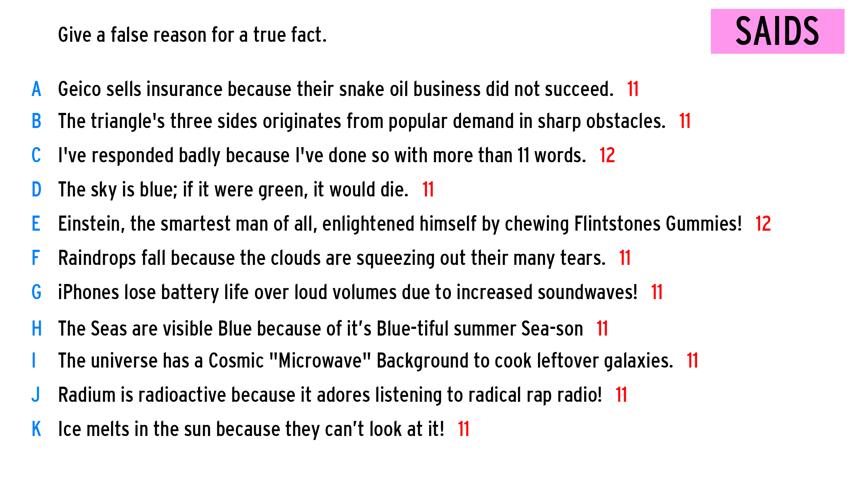 Give a false reason for a true fact.
SAIDS
A Geico sells insurance because their snake oil business did not succeed. 11
B The triangle's three sides originates from popular demand in sharp obstacles. 11
C I've responded badly because I've done so with more than 11 words. 12
D The sky is blue; if it were green, it would die. 11
E Einstein, the smartest man of all, enlightened himself by chewing Flintstones Gummies! 12
F Raindrops fall because the clouds are squeezing out their many tears. 11
G iPhones lose battery life over loud volumes due to increased soundwaves! 11
H The Seas are visible Blue because of it’s Blue-tiful summer Sea-son 11
I The universe has a Cosmic "Microwave" Background to cook leftover galaxies. 11
J Radium is radioactive because it adores listening to radical rap radio! 11
K Ice melts in the sun because they can’t look at it! 11